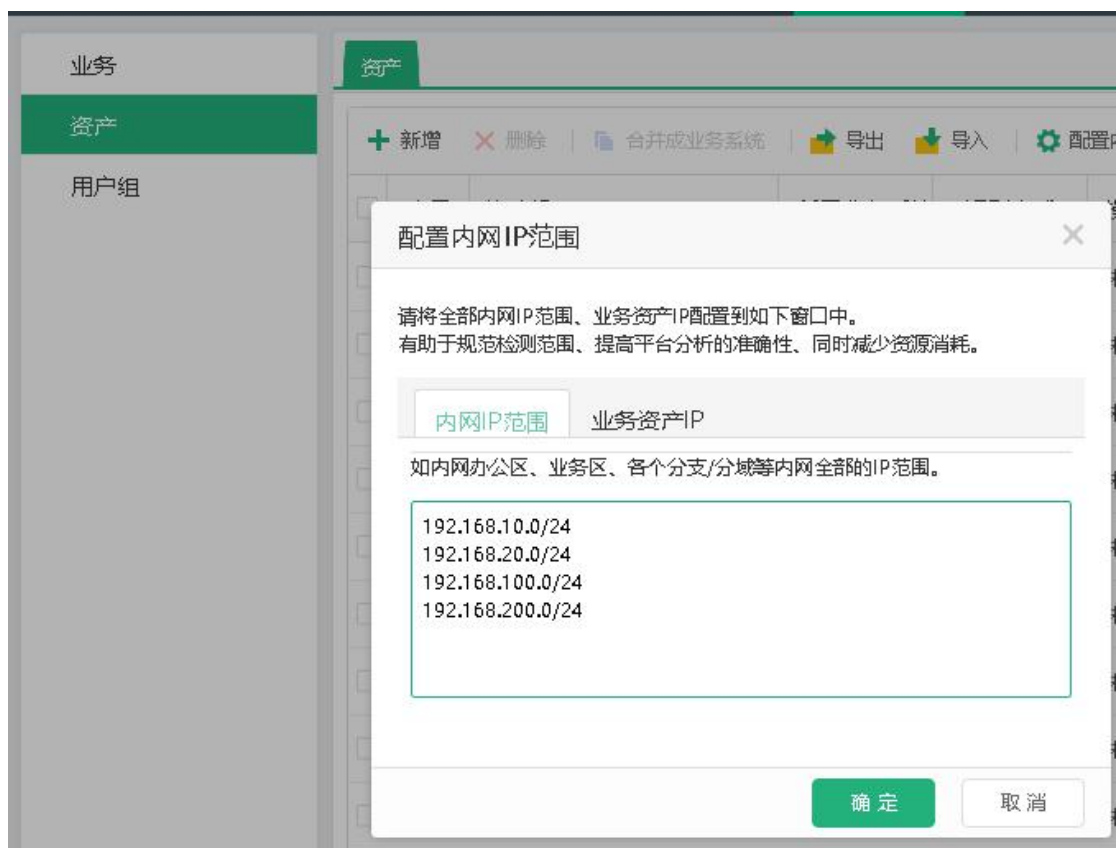 业务
资产
用户组
资产
新增 删除 合并成业务系统 导出 导入
配置内网IP范围
请将全部内网IP范围、业务资产IP配置到如下窗口中。
有助于规范检测范围、提高平台分析的准确性、同时减少资源消耗。
内网IP范围 业务资产IP
如内网办公区、业务区、各个分支/分域等内网全部的IP范围。
192.168.10.0/24
192.168.20.0/24
192.168.100.0/24
192.168.200.0/24
确定 取消